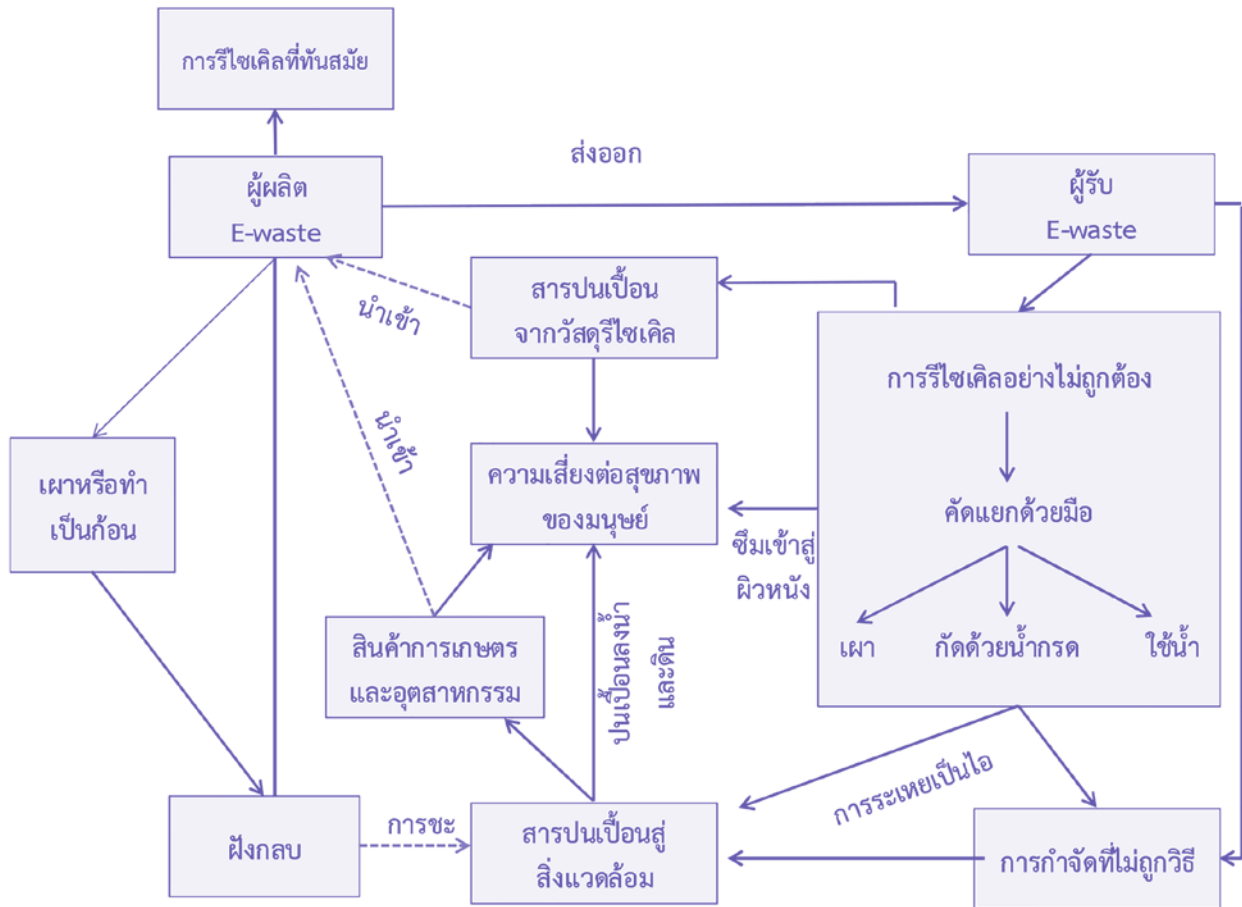 การรีไซเคิลที่ทันสมัย
ส่งออก
ผู้ผลิต
E-waste
ผู้รับ
E-waste
นำเข้า
สารปนเปื้อน
จากวัสดุรีไซเคิล
การรีไซเคิลอย่างไม่ถูกต้อง
นำเข้า
เผาหรือทำ
เป็นก้อน
ความเสี่ยงต่อสุขภาพ
ของมนุษย์
คัดแยกด้วยมือ
ซึมเข้าสู่
ผิวหนัง
เผา
กัดด้วยน้ำกรด
ใช้น้ำ
สินค้าการเกษตร
และอุตสาหกรรม
ปนเปื้อนลงน้ำ
และดิน
การระเหยเป็นไอ
ฝังกลบ
การชะ
สารปนเปื้อนสู่
สิ่งแวดล้อม
การกำจัดที่ไม่ถูกวิธี